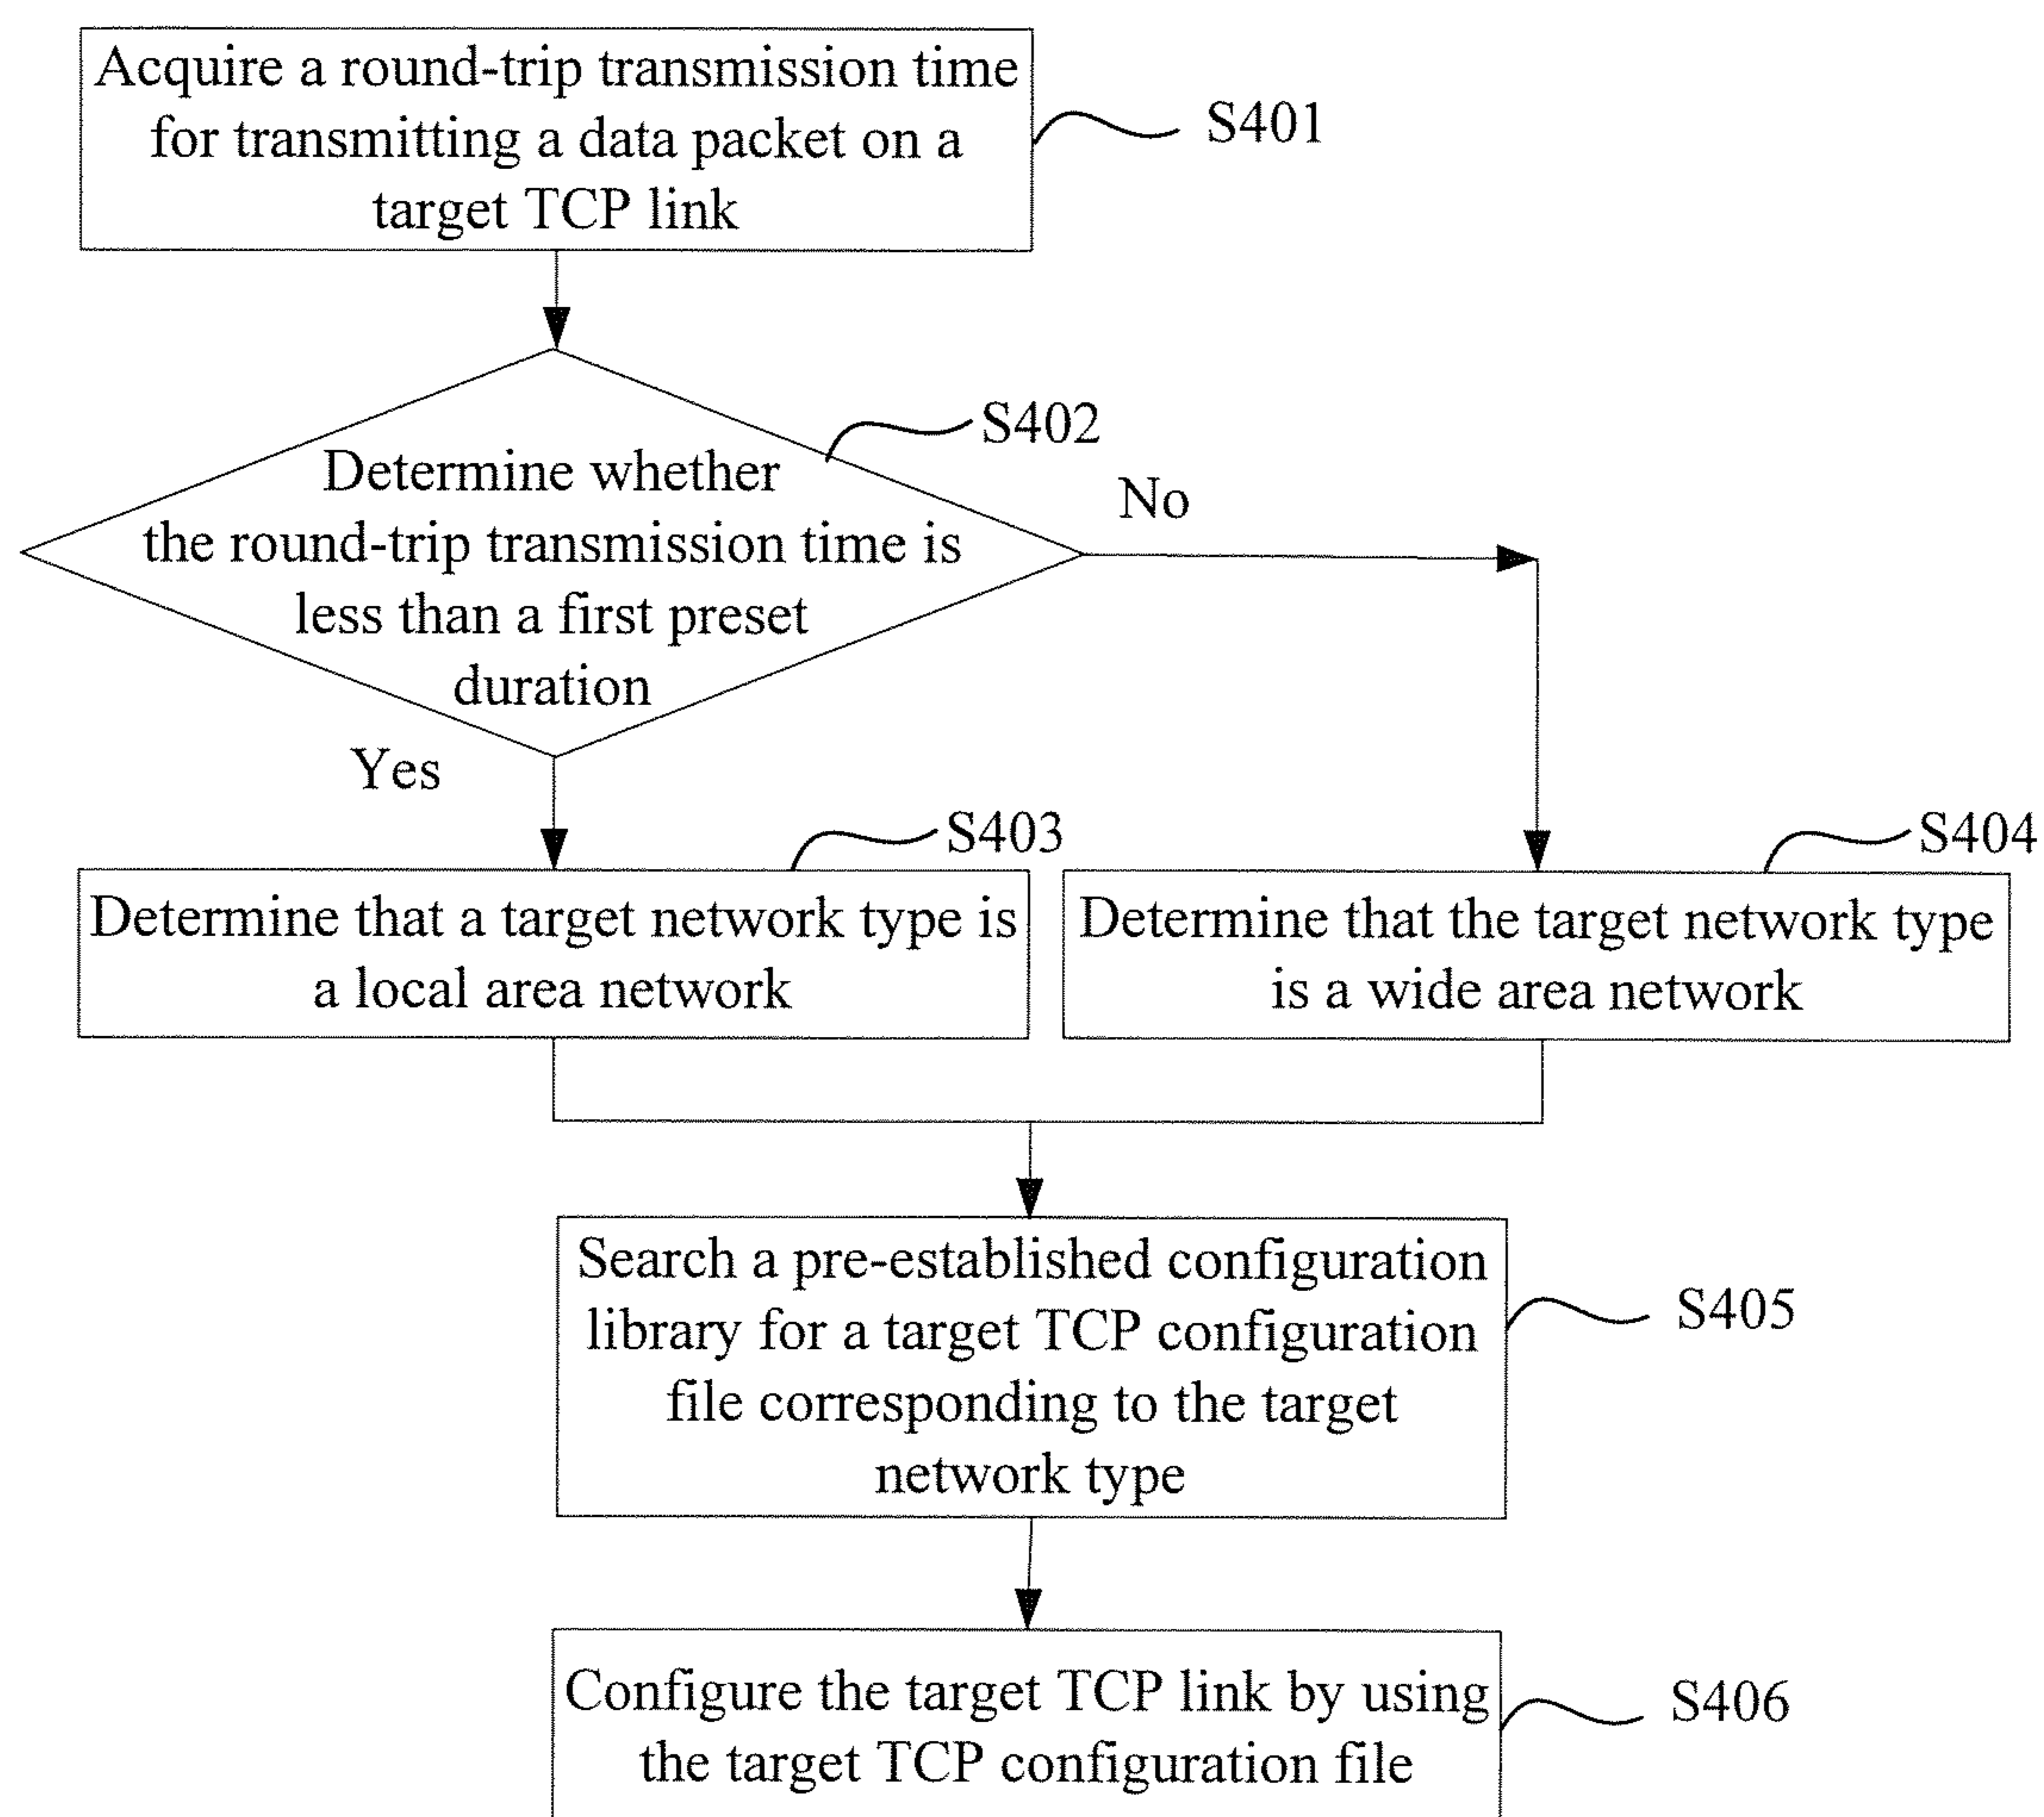 Acquire a round-trip transmission time
for transmitting a data packet on a
target TCP link
S401
S402
Determine whether
the round-trip transmission time is
less than a first preset
duration
No
Yes
S403
Determine that a target network type is
a local area network
S404
Determine that the target network type
is a wide area network
Search a pre-established configuration
library for a target TCP configuration
file corresponding to the target
network type
S405
Configure the target TCP link by using
the target TCP configuration file
S406